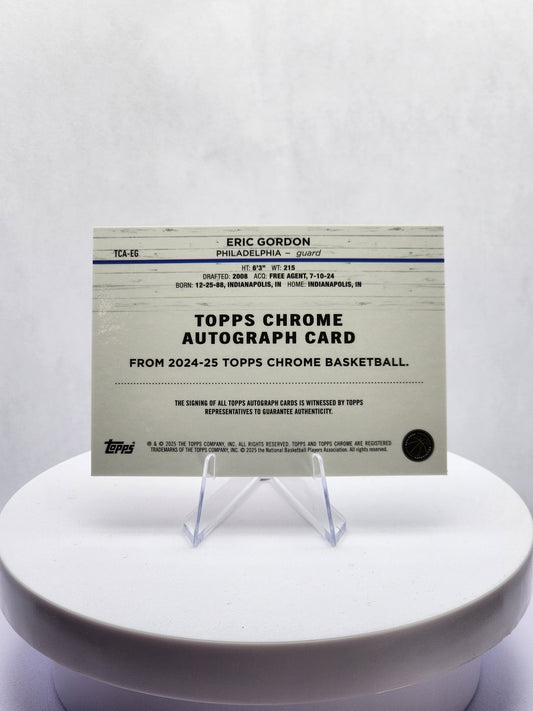 ERIC GORDON
TCA-EG
PHILADELPHIA – guard
HT: 6'3" WT: 215
DRAFTED: 2008 ACQ: FREE AGENT, 7-10-24
BORN: 12-25-88, INDIANAPOLIS, IN HOME: INDIANAPOLIS, IN
TOPPS CHROME
AUTOGRAPH CARD
FROM 2024-25 TOPPS CHROME BASKETBALL.
THE SIGNING OF ALL TOPPS AUTOGRAPH CARDS IS WITNESSED BY TOPPS
REPRESENTATIVES TO GUARANTEE AUTHENTICITY.
Topps
® & © 2025 THE TOPPS COMPANY, INC. ALL RIGHTS RESERVED. TOPPS AND TOPPS CHROME ARE REGISTERED
TRADEMARKS OF THE TOPPS COMPANY, INC. © 2025 the National Basketball Players Association. All rights reserved.